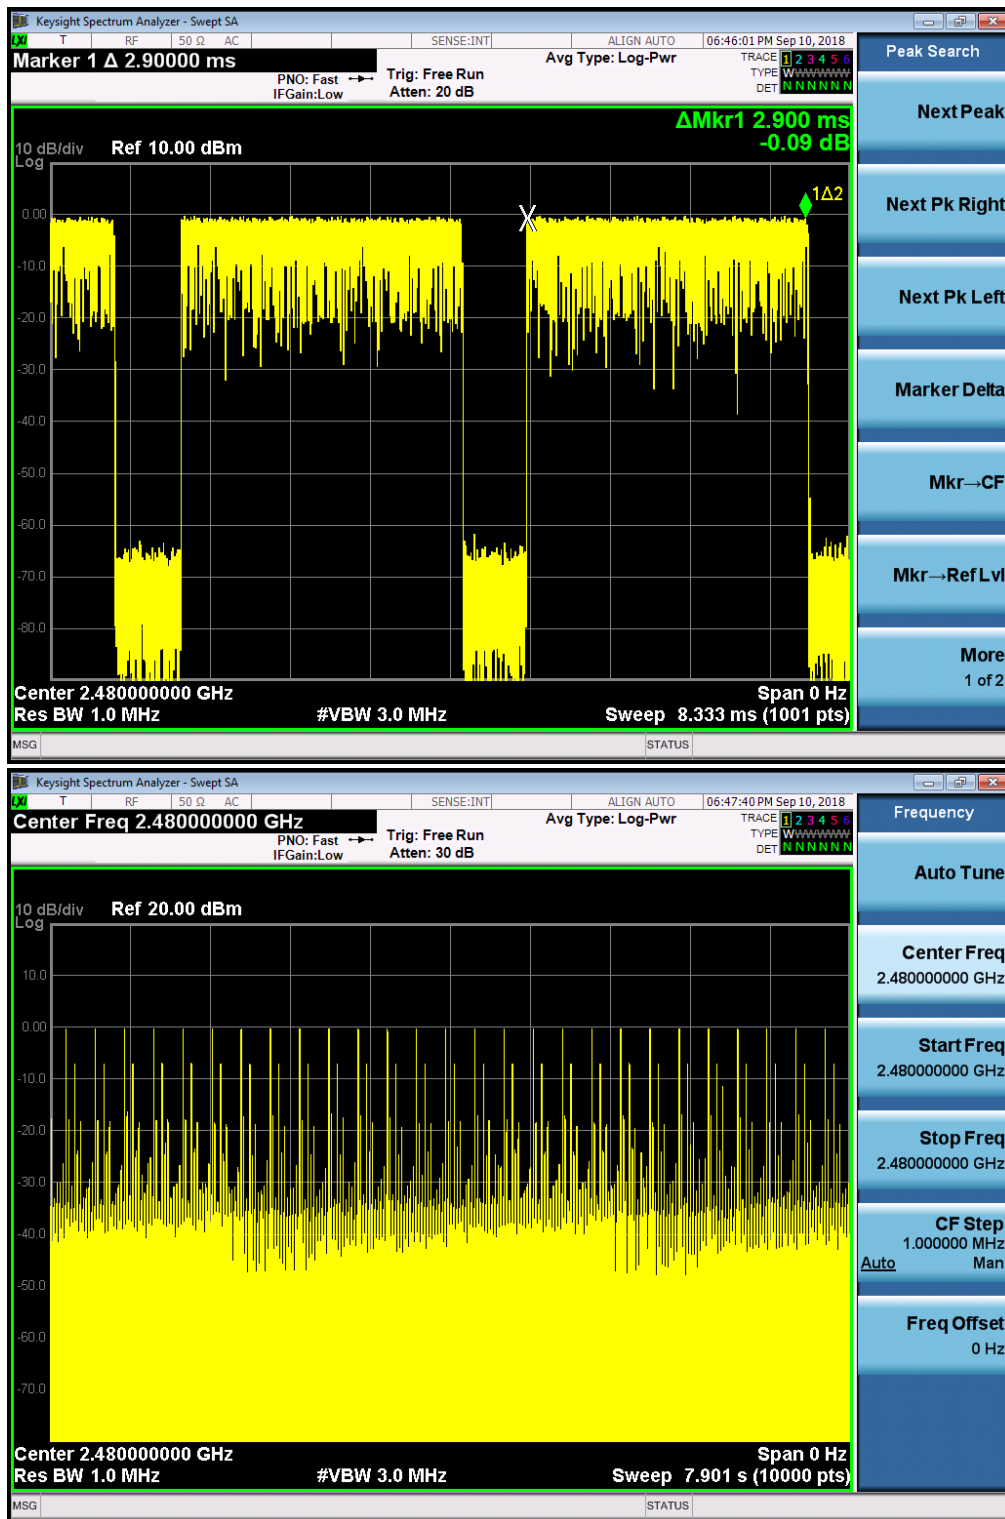 Keysight Spectrum Analyzer - Swept SA
LXI T RF 50 Ω AC SENSE:INT ALIGN AUTO 06:46:01 PM Sep 10, 2018
Marker 1 Δ 2.90000 ms
PNO: Fast
IFGain:Low
Trig: Free Run
Atten: 20 dB
Avg Type: Log-Pwr
TRACE 1 2 3 4 5 6
TYPE WWWWWW
DET N N N N N N
ΔMkr1 2.900 ms
-0.09 dB
10 dB/div Ref 10.00 dBm
Log
1Δ2
0.00
-10.0
-20.0
-30.0
-40.0
-50.0
-60.0
-70.0
-80.0
Center 2.480000000 GHz Span 0 Hz
Res BW 1.0 MHz #VBW 3.0 MHz Sweep 8.333 ms (1001 pts)
MSG STATUS
Peak Search
Next Peak
Next Pk Right
Next Pk Left
Marker Delta
Mkr→CF
Mkr→Ref Lvl
More
1 of 2
Keysight Spectrum Analyzer - Swept SA
LXI T RF 50 Ω AC SENSE:INT ALIGN AUTO 06:47:40 PM Sep 10, 2018
Center Freq 2.480000000 GHz
PNO: Fast
IFGain:Low
Trig: Free Run
Atten: 30 dB
Avg Type: Log-Pwr
TRACE 1 2 3 4 5 6
TYPE WWWWWW
DET N N N N N N
10 dB/div Ref 20.00 dBm
Log
10.0
0.00
-10.0
-20.0
-30.0
-40.0
-50.0
-60.0
-70.0
Center 2.480000000 GHz Span 0 Hz
Res BW 1.0 MHz #VBW 3.0 MHz Sweep 7.901 s (10000 pts)
MSG STATUS
Frequency
Auto Tune
Center Freq
2.480000000 GHz
Start Freq
2.480000000 GHz
Stop Freq
2.480000000 GHz
CF Step
1.000000 MHz
Auto Man
Freq Offset
0 Hz